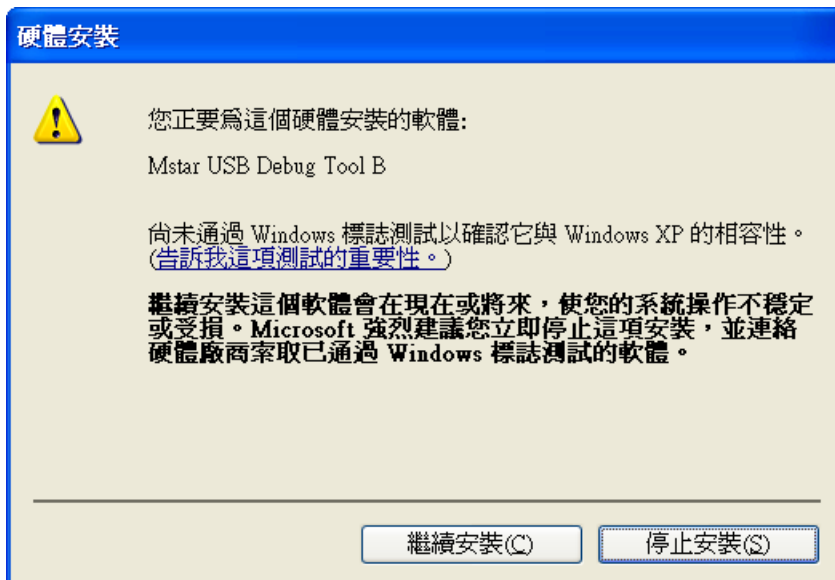 硬體安裝
您正要為這個硬體安裝的軟體:
Mstar USB Debug Tool B
尚未通過 Windows 標誌測試以確認它與 Windows XP 的相容性。
(告訴我這項測試的重要性。)
繼續安裝這個軟體會在現在或將來，使您的系統操作不穩定
或受損。Microsoft 強烈建議您立即停止這項安裝，並連絡
硬體廠商索取已通過 Windows 標誌測試的軟體。
繼續安裝(C)
停止安裝(S)